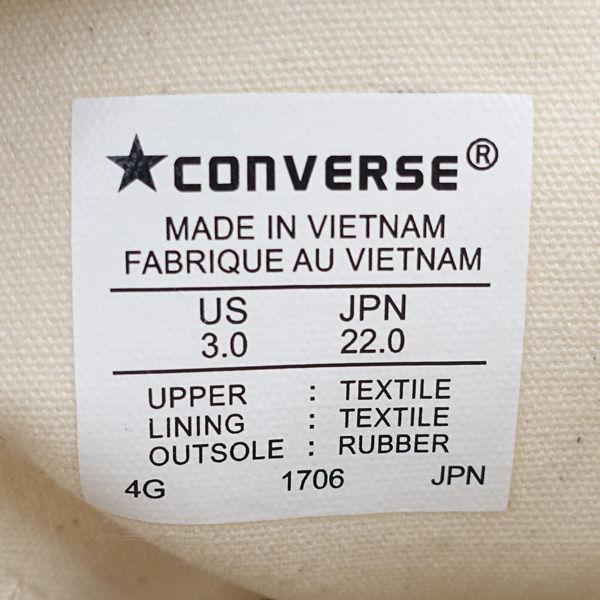 ★CONVERSE®
MADE IN VIETNAM
FABRIQUE AU VIETNAM
US JPN
3.0 22.0
UPPER : TEXTILE
LINING : TEXTILE
OUTSOLE : RUBBER
4G 1706 JPN